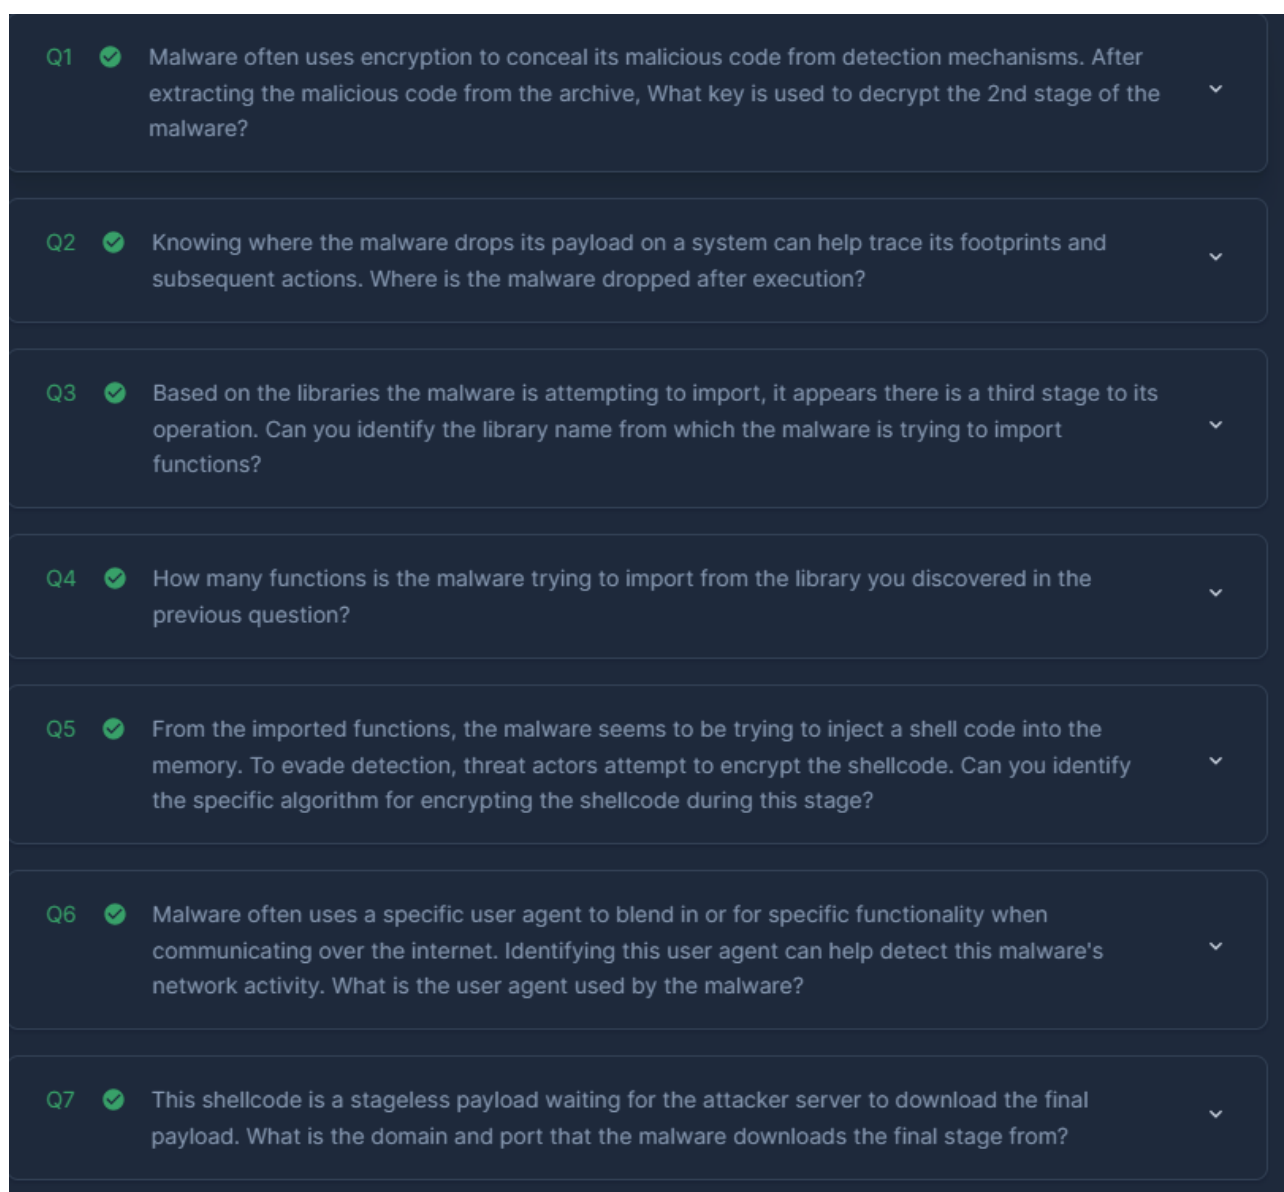 Q1 Malware often uses encryption to conceal its malicious code from detection mechanisms. After
extracting the malicious code from the archive, What key is used to decrypt the 2nd stage of the
malware?
Q2 Knowing where the malware drops its payload on a system can help trace its footprints and
subsequent actions. Where is the malware dropped after execution?
Q3 Based on the libraries the malware is attempting to import, it appears there is a third stage to its
operation. Can you identify the library name from which the malware is trying to import
functions?
Q4 How many functions is the malware trying to import from the library you discovered in the
previous question?
Q5 From the imported functions, the malware seems to be trying to inject a shell code into the
memory. To evade detection, threat actors attempt to encrypt the shellcode. Can you identify
the specific algorithm for encrypting the shellcode during this stage?
Q6 Malware often uses a specific user agent to blend in or for specific functionality when
communicating over the internet. Identifying this user agent can help detect this malware's
network activity. What is the user agent used by the malware?
Q7 This shellcode is a stageless payload waiting for the attacker server to download the final
payload. What is the domain and port that the malware downloads the final stage from?